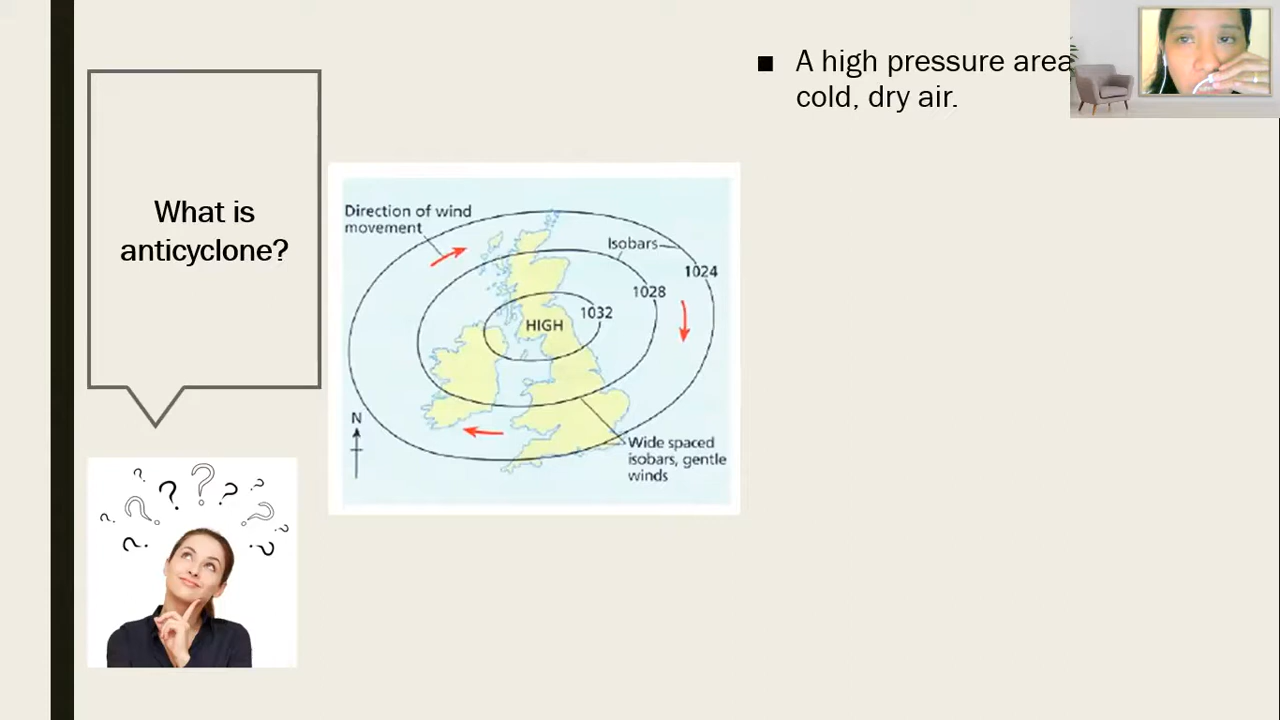 What is
anticyclone?
■ A high pressure area
cold, dry air.
Direction of wind
movement
Isobars
1024
1028
1032
HIGH
N
Wide spaced
isobars, gentle
winds
? ? ? ? ? ? ? ? ? ?